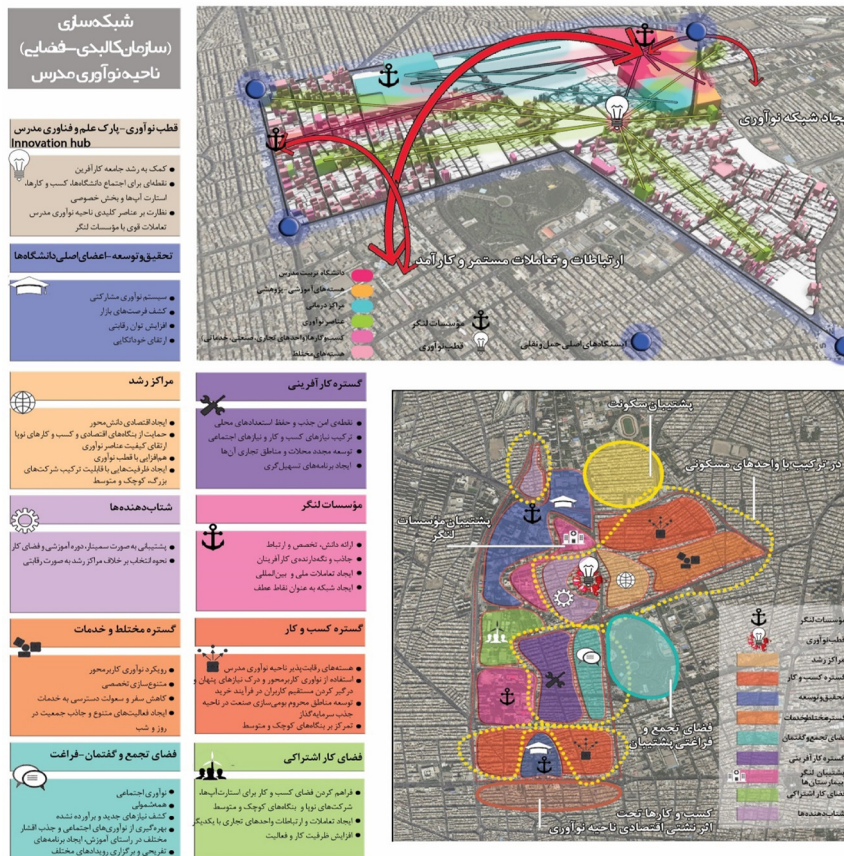 شبکه‌سازی
(سازمان‌کالبدی-فضایی)
ناحیه نوآوری مدرس
قطب نوآوری-پارک علم و فناوری مدرس
Innovation hub
کمک به رشد جامعه کارآفرین
نقطه‌ای برای اجتماع دانشگاه‌ها، کسب و کارها،
استارت آپ‌ها و بخش خصوصی
نظارت بر عناصر کلیدی ناحیه نوآوری مدرس
تعاملات قوی با مؤسسات لنگر
تحقیق و توسعه-اعضای اصلی دانشگاه‌ها
سیستم نوآوری مشارکتی
کشف فرصت‌های بازار
افزایش توان رقابتی
ارتقای خوداتکایی
ایجاد شبکه نوآوری
ارتباطات و تعاملات مستمر و کارآمد
دانشگاه تربیت مدرس
هسته‌های آموزشی-پژوهشی
مراکز درمانی
عناصر نوآوری
کسب و کارها(واحدهای تجاری، صنعتی، خدماتی)
هسته‌های مختلط
مؤسسات لنگر
قطب نوآوری
ایستگاه‌های اصلی حمل و نقلی
مراکز رشد
ایجاد اقتصادی دانش‌محور
حمایت از بنگاه‌های اقتصادی و کسب و کارهای نوپا
ارتقای کیفیت عناصر نوآوری
هم‌افزایی با قطب نوآوری
ایجاد ظرفیت‌هایی با قابلیت ترکیب شرکت‌های
بزرگ، کوچک و متوسط
گستره کارآفرینی
نقطه‌ی امن جذب و حفظ استعدادهای محلی
ترکیب نیازهای کسب و کار و نیازهای اجتماعی
توسعه مجدد محلات و مناطق تجاری آن‌ها
ایجاد برنامه‌های تسهیل‌گری
شتاب‌دهنده‌ها
پشتیبانی به صورت سمینار، دوره آموزشی و فضای کار
نحوه انتخاب بر خلاف مراکز رشد به صورت رقابتی
مؤسسات لنگر
ارائه دانش، تخصص و ارتباط
جاذب و نگه‌دارنده‌ی کارآفرینان
ایجاد تعاملات ملی و بین‌المللی
ایجاد شبکه به عنوان نقاط عطف
گستره مختلط و خدمات
رویکرد نوآوری کاربرمحور
متنوع‌سازی تخصصی
کاهش سفر و سهولت دسترسی به خدمات
ایجاد فعالیت‌های متنوع و جاذب جمعیت در
روز و شب
گستره کسب و کار
هسته‌های رقابت‌پذیر ناحیه نوآوری مدرس
استفاده از نوآوری کاربرمحور و درک نیازهای پنهان و
درگیر کردن مستقیم کاربران در فرآیند خرید
توسعه مناطق محروم بومی‌سازی صنعت در ناحیه
جذب سرمایه‌گذار
تمرکز بر بنگاه‌های کوچک و متوسط
فضای تجمع و گفتمان-فراغت
نوآوری اجتماعی
همه‌شمولی
کشف نیازهای جدید و برآورده نشده
بهره‌گیری از نوآوری‌های اجتماعی و جذب اقشار
مختلف در راستای آموزش، ایجاد برنامه‌های
تفریحی و برگزاری رویدادهای مختلف
فضای کار اشتراکی
فراهم کردن فضای کسب و کار برای استارت‌آپ‌ها،
شرکت‌های نوپا و بنگاه‌های کوچک و متوسط
ایجاد تعاملات و ارتباطات واحدهای تجاری با یکدیگر
افزایش ظرفیت کار و فعالیت
پشتیبان سکونت
در ترکیب با واحدهای مسکونی
پشتیبان مؤسسات
لنگر
فضای تجمع و
فراغتی پشتیبان
کسب و کارها تحت
اثر نشتی اقتصادی ناحیه نوآوری
مؤسسات لنگر
قطب نوآوری
مراکز رشد
گستره کسب و کار
تحقیق و توسعه
گستره مختلط و خدمات
فضای تجمع و گفتمان
گستره کارآفرینی
پشتیبان لنگر
بیمارستان‌ها
فضای کار اشتراکی
شتاب‌دهنده‌ها